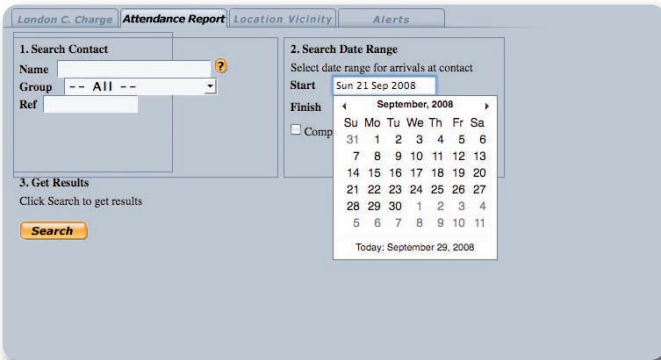 London C. Charge
Attendance Report
Location Vicinity
Alerts
1. Search Contact
Name
?
Group
-- All --
Ref
2. Search Date Range
Select date range for arrivals at contact
Start
Sun 21 Sep 2008
Finish
Comp
September, 2008
Su Mo Tu We Th Fr Sa
31 1 2 3 4 5 6
7 8 9 10 11 12 13
14 15 16 17 18 19 20
21 22 23 24 25 26 27
28 29 30 1 2 3 4
5 6 7 8 9 10 11
Today: September 29, 2008
3. Get Results
Click Search to get results
Search